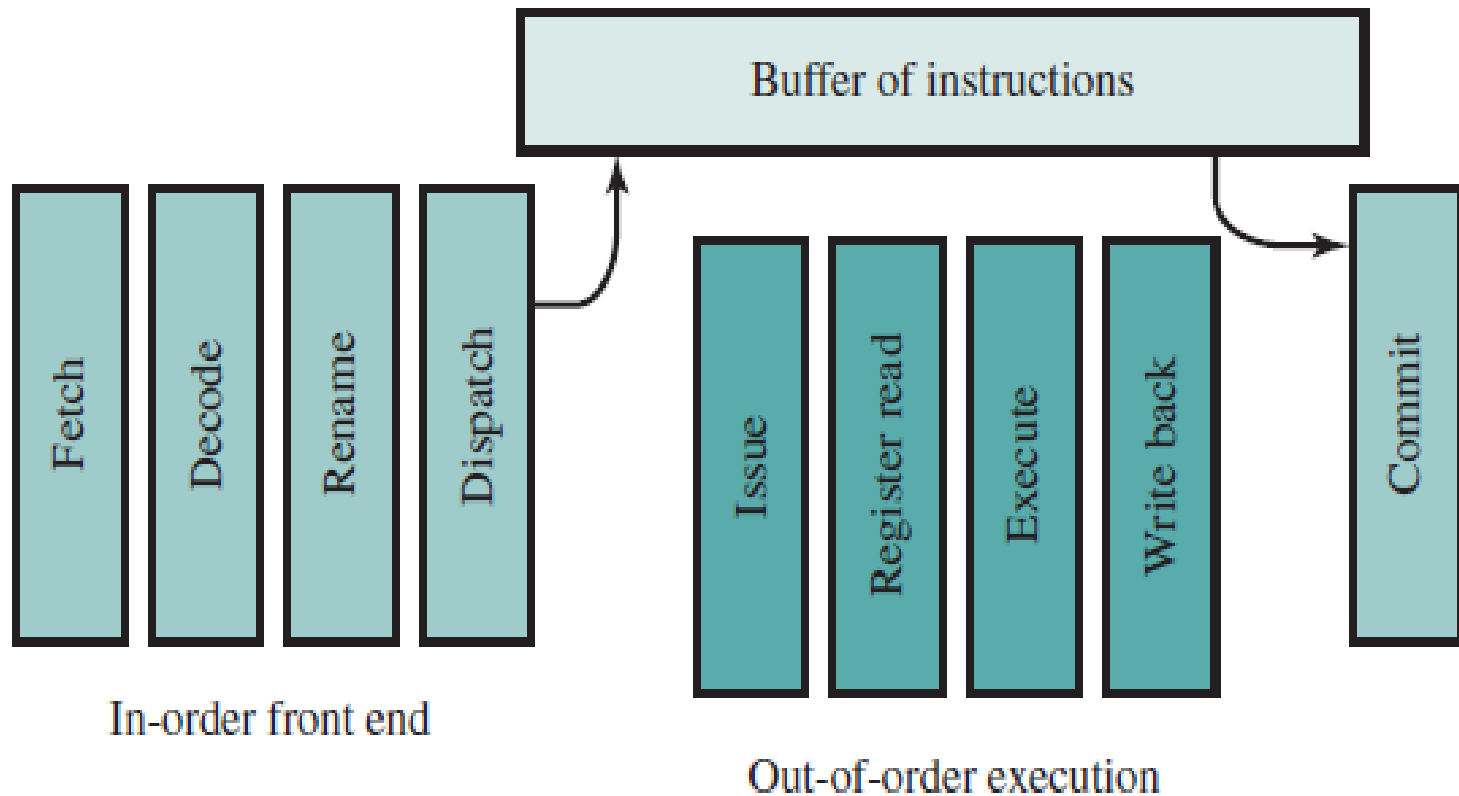 Buffer of instructions
Fetch
Decode
Rename
Dispatch
Issue
Register read
Execute
Write back
Commit
In-order front end
Out-of-order execution